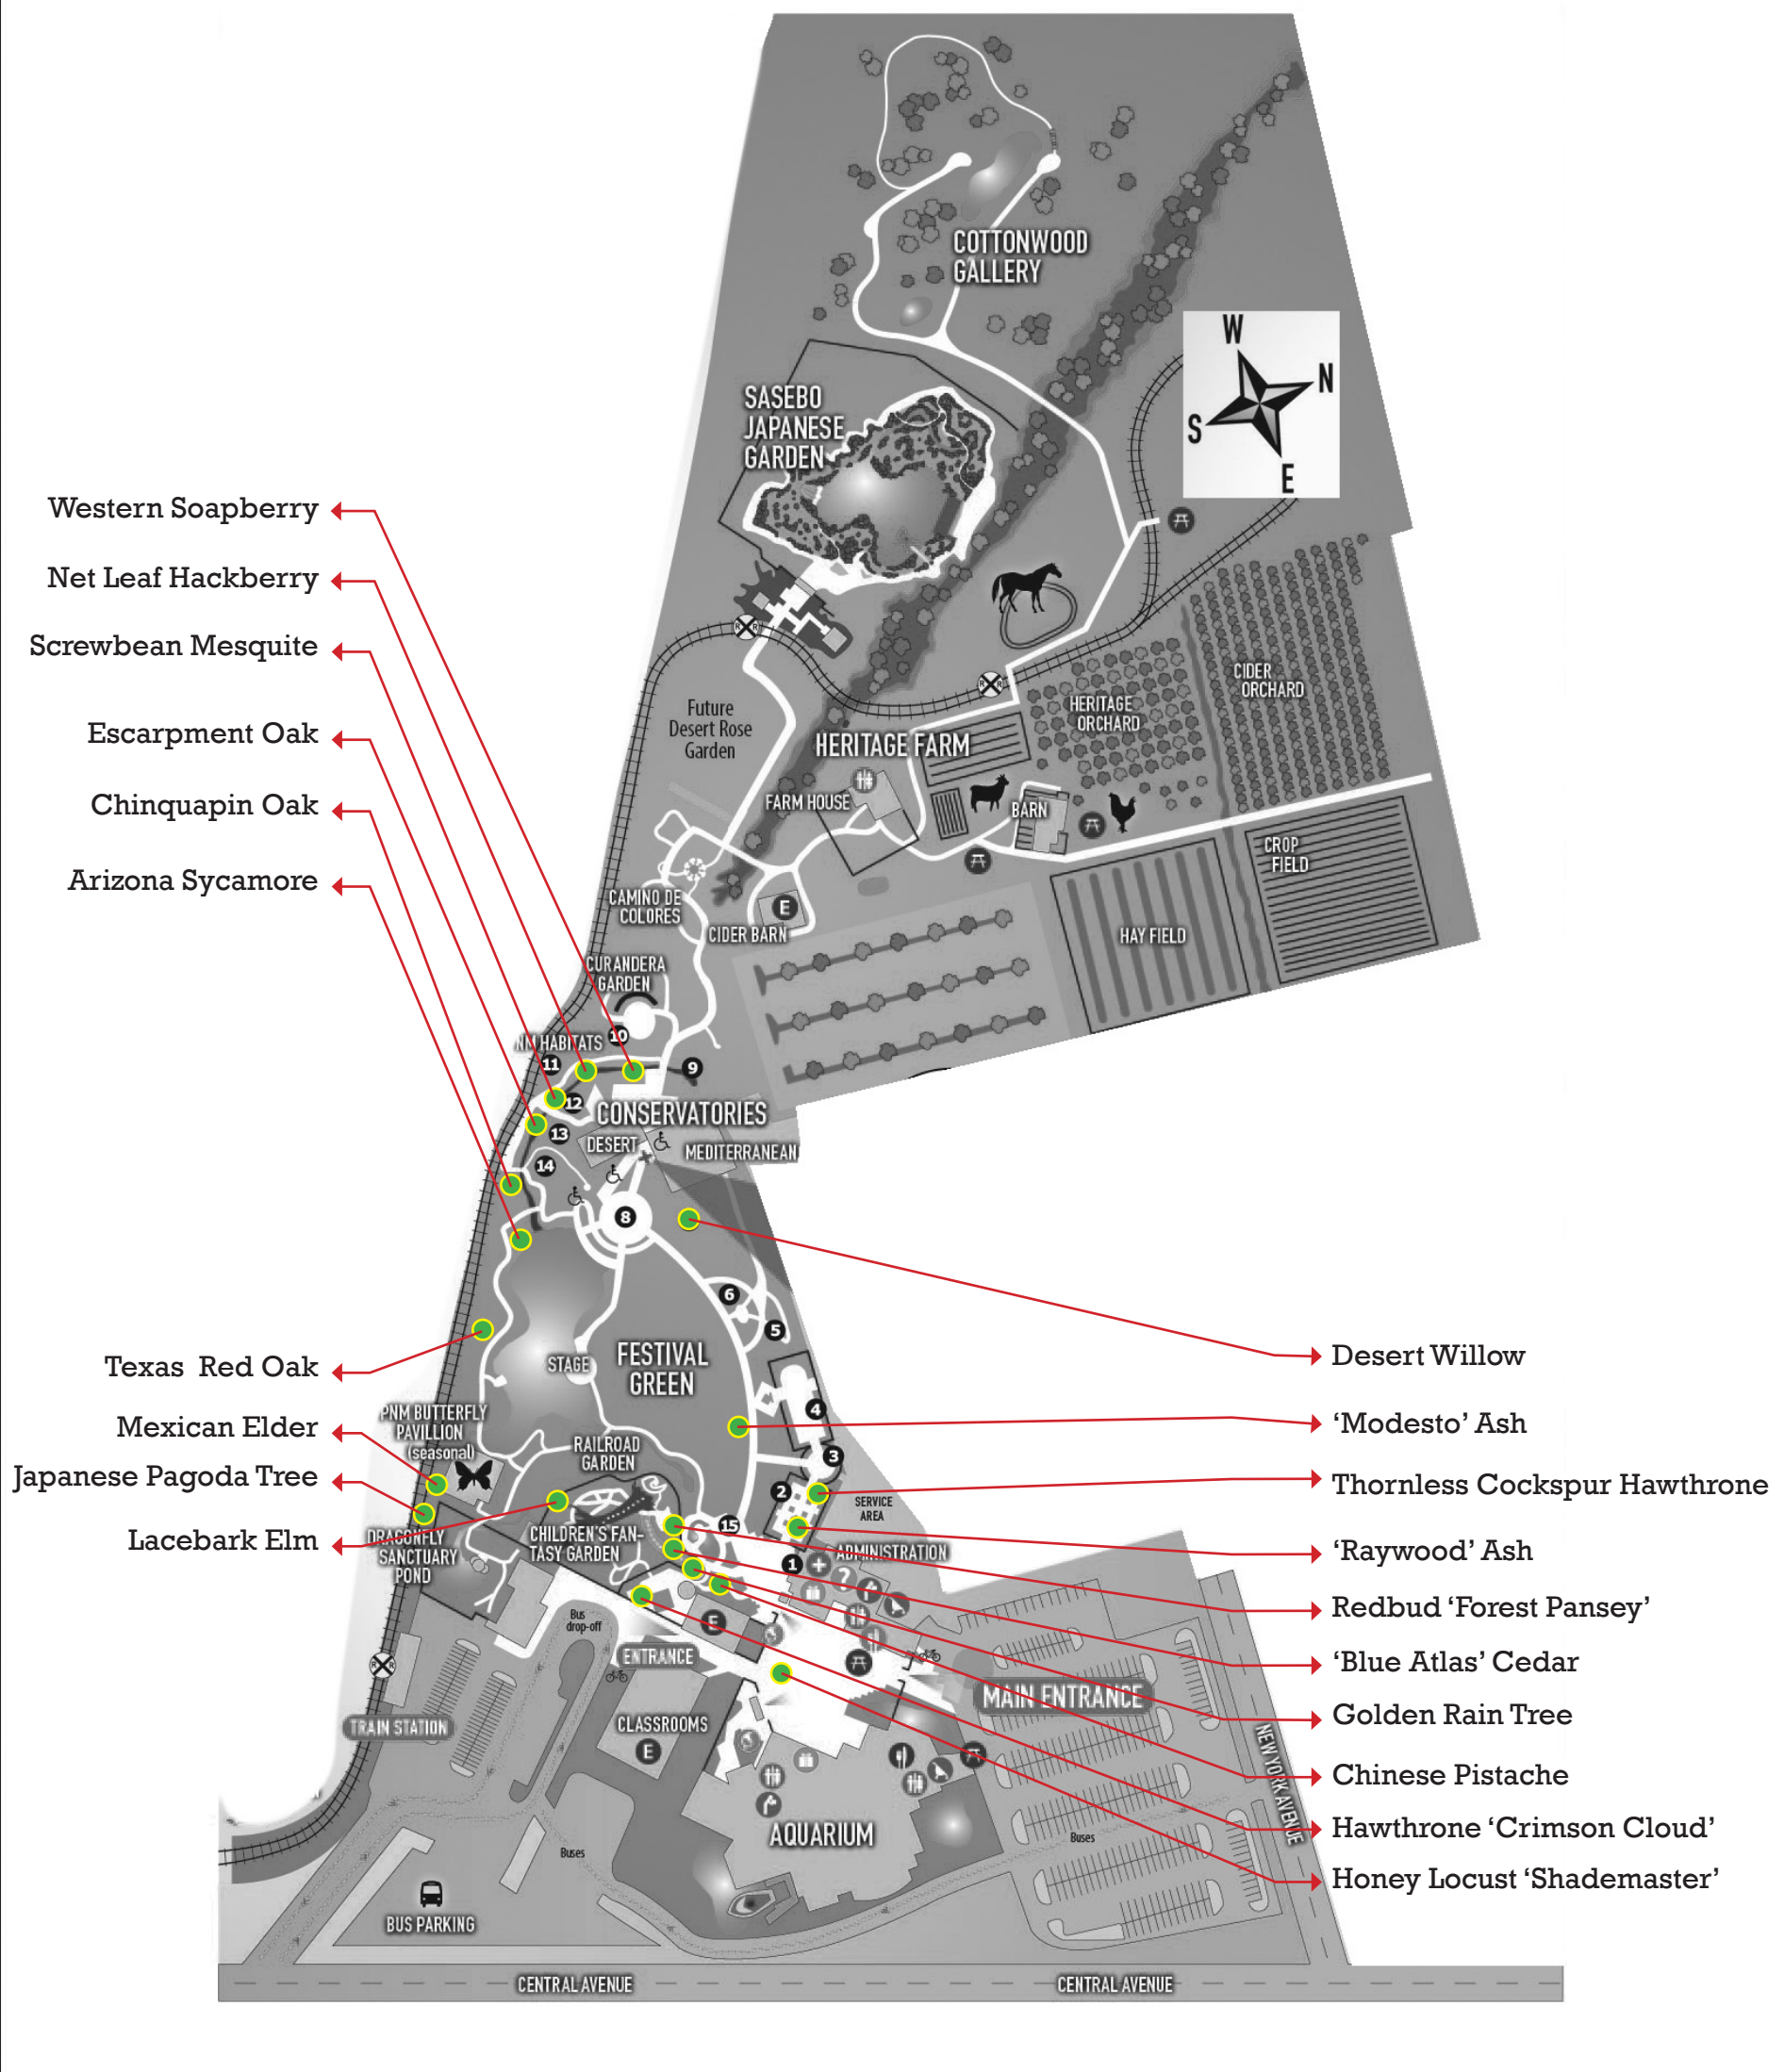 COTTONWOOD
GALLERY
W
N
S
E
SASEBO
JAPANESE
GARDEN
Western Soapberry
Net Leaf Hackberry
Screwbean Mesquite
Escarpment Oak
Chinquapin Oak
Arizona Sycamore
R R
R R
Future
Desert Rose
Garden
HERITAGE FARM
FARM HOUSE
BARN
HERITAGE
ORCHARD
CIDER
ORCHARD
CROP
FIELD
HAY FIELD
CAMINO DE
COLORES
E
CIDER BARN
CURANDERA
GARDEN
10
NM HABITATS
11
9
12
CONSERVATORIES
13
DESERT
MEDITERRANEAN
14
8
6
5
FESTIVAL
GREEN
STAGE
4
3
2
SERVICE
AREA
15
1
ADMINISTRATION
?
Texas  Red Oak
Mexican Elder
Japanese Pagoda Tree
Lacebark Elm
PNM BUTTERFLY
PAVILLION
(seasonal)
RAILROAD
GARDEN
CHILDREN'S FAN-
TASY GARDEN
DRAGONFLY
SANCTUARY
POND
Desert Willow
‘Modesto’ Ash
Thornless Cockspur Hawthrone
‘Raywood’ Ash
Redbud ‘Forest Pansey’
‘Blue Atlas’ Cedar
Golden Rain Tree
Chinese Pistache
Hawthrone ‘Crimson Cloud’
Honey Locust ‘Shademaster’
Bus
drop-off
E
ENTRANCE
R R
MAIN ENTRANCE
TRAIN STATION
CLASSROOMS
E
AQUARIUM
NEW YORK AVENUE
Buses
Buses
BUS PARKING
CENTRAL AVENUE
CENTRAL AVENUE